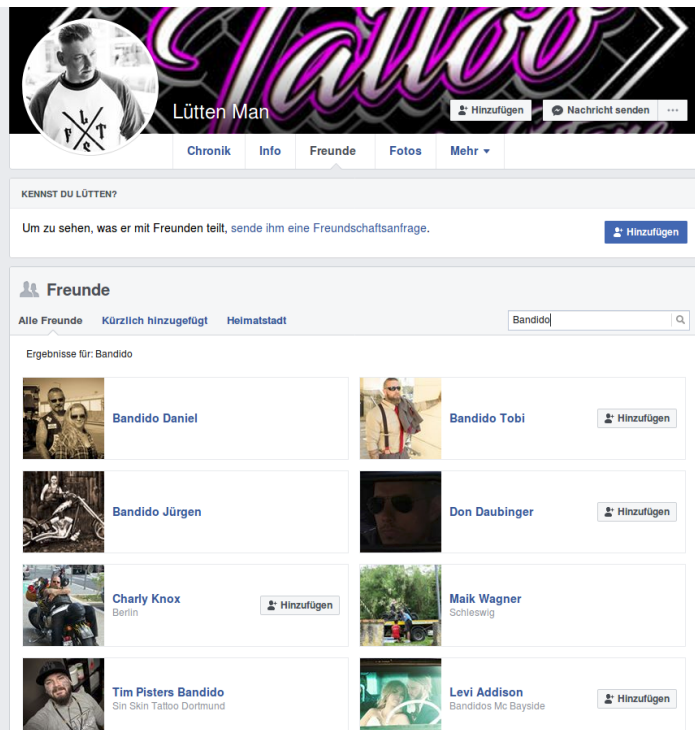 Tattoo
Lütten Man
Hinzufügen
Nachricht senden
Chronik
Info
Freunde
Fotos
Mehr
KENNST DU LÜTTEN?
Um zu sehen, was er mit Freunden teilt, sende ihm eine Freundschaftsanfrage.
Hinzufügen
Freunde
Alle Freunde
Kürzlich hinzugefügt
Heimatstadt
Bandido
Ergebnisse für: Bandido
Bandido Daniel
Bandido Tobi
Hinzufügen
Bandido Jürgen
Don Daubinger
Hinzufügen
Charly Knox
Berlin
Hinzufügen
Maik Wagner
Schleswig
Tim Pisters Bandido
Sin Skin Tattoo Dortmund
Levi Addison
Bandidos Mc Bayside
Hinzufügen